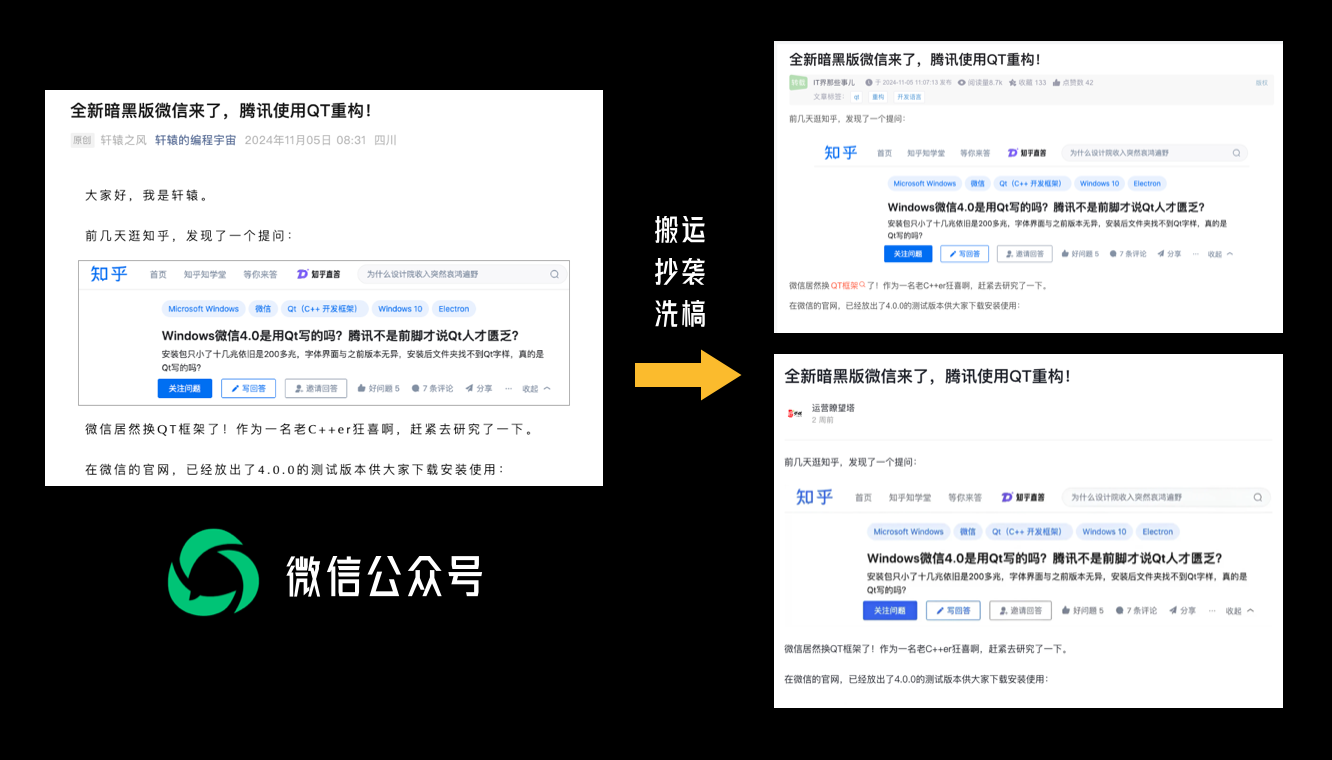 全新暗黑版微信来了，腾讯使用QT重构！
原创 轩辕之风 轩辕的编程宇宙 2024年11月05日 08:31 四川
大家好，我是轩辕。
前几天逛知乎，发现了一个提问：
知乎 首页 知乎知学堂 等你来答 知乎直答 为什么设计院收入突然哀鸿遍野
Microsoft Windows 微信 Qt（C++ 开发框架） Windows 10 Electron
Windows微信4.0是用Qt写的吗？腾讯不是前脚才说Qt人才匮乏？
安装包只小了十几兆依旧是200多兆，字体界面与之前版本无异，安装后文件夹找不到Qt字样，真的是
Qt写的吗？
关注问题 写回答 邀请回答 好问题 5 7 条评论 分享 ··· 收起
微信居然换QT框架了！作为一名老C++er狂喜啊，赶紧去研究了一下。
在微信的官网，已经放出了4.0.0的测试版本供大家下载安装使用：
微信公众号
搬运
抄袭
洗稿
全新暗黑版微信来了，腾讯使用QT重构！
转载 IT界那些事儿 于 2024-11-05 11:07:13 发布 阅读量8.7k 收藏 133 点赞数 42 版权
文章标签： qt 重构 开发语言
前几天逛知乎，发现了一个提问：
知乎 首页 知乎知学堂 等你来答 知乎直答 为什么设计院收入突然哀鸿遍野
Microsoft Windows 微信 Qt（C++ 开发框架） Windows 10 Electron
Windows微信4.0是用Qt写的吗？腾讯不是前脚才说Qt人才匮乏？
安装包只小了十几兆依旧是200多兆，字体界面与之前版本无异，安装后文件夹找不到Qt字样，真的是
Qt写的吗？
关注问题 写回答 邀请回答 好问题 5 7 条评论 分享 ··· 收起
微信居然换QT框架了！作为一名老C++er狂喜啊，赶紧去研究了一下。
在微信的官网，已经放出了4.0.0的测试版本供大家下载安装使用：
全新暗黑版微信来了，腾讯使用QT重构！
运营瞭望塔
2 周前
前几天逛知乎，发现了一个提问：
知乎 首页 知乎知学堂 等你来答 知乎直答 为什么设计院收入突然哀鸿遍野
Microsoft Windows 微信 Qt（C++ 开发框架） Windows 10 Electron
Windows微信4.0是用Qt写的吗？腾讯不是前脚才说Qt人才匮乏？
安装包只小了十几兆依旧是200多兆，字体界面与之前版本无异，安装后文件夹找不到Qt字样，真的是
Qt写的吗？
关注问题 写回答 邀请回答 好问题 5 7 条评论 分享 ··· 收起
微信居然换QT框架了！作为一名老C++er狂喜啊，赶紧去研究了一下。
在微信的官网，已经放出了4.0.0的测试版本供大家下载安装使用：